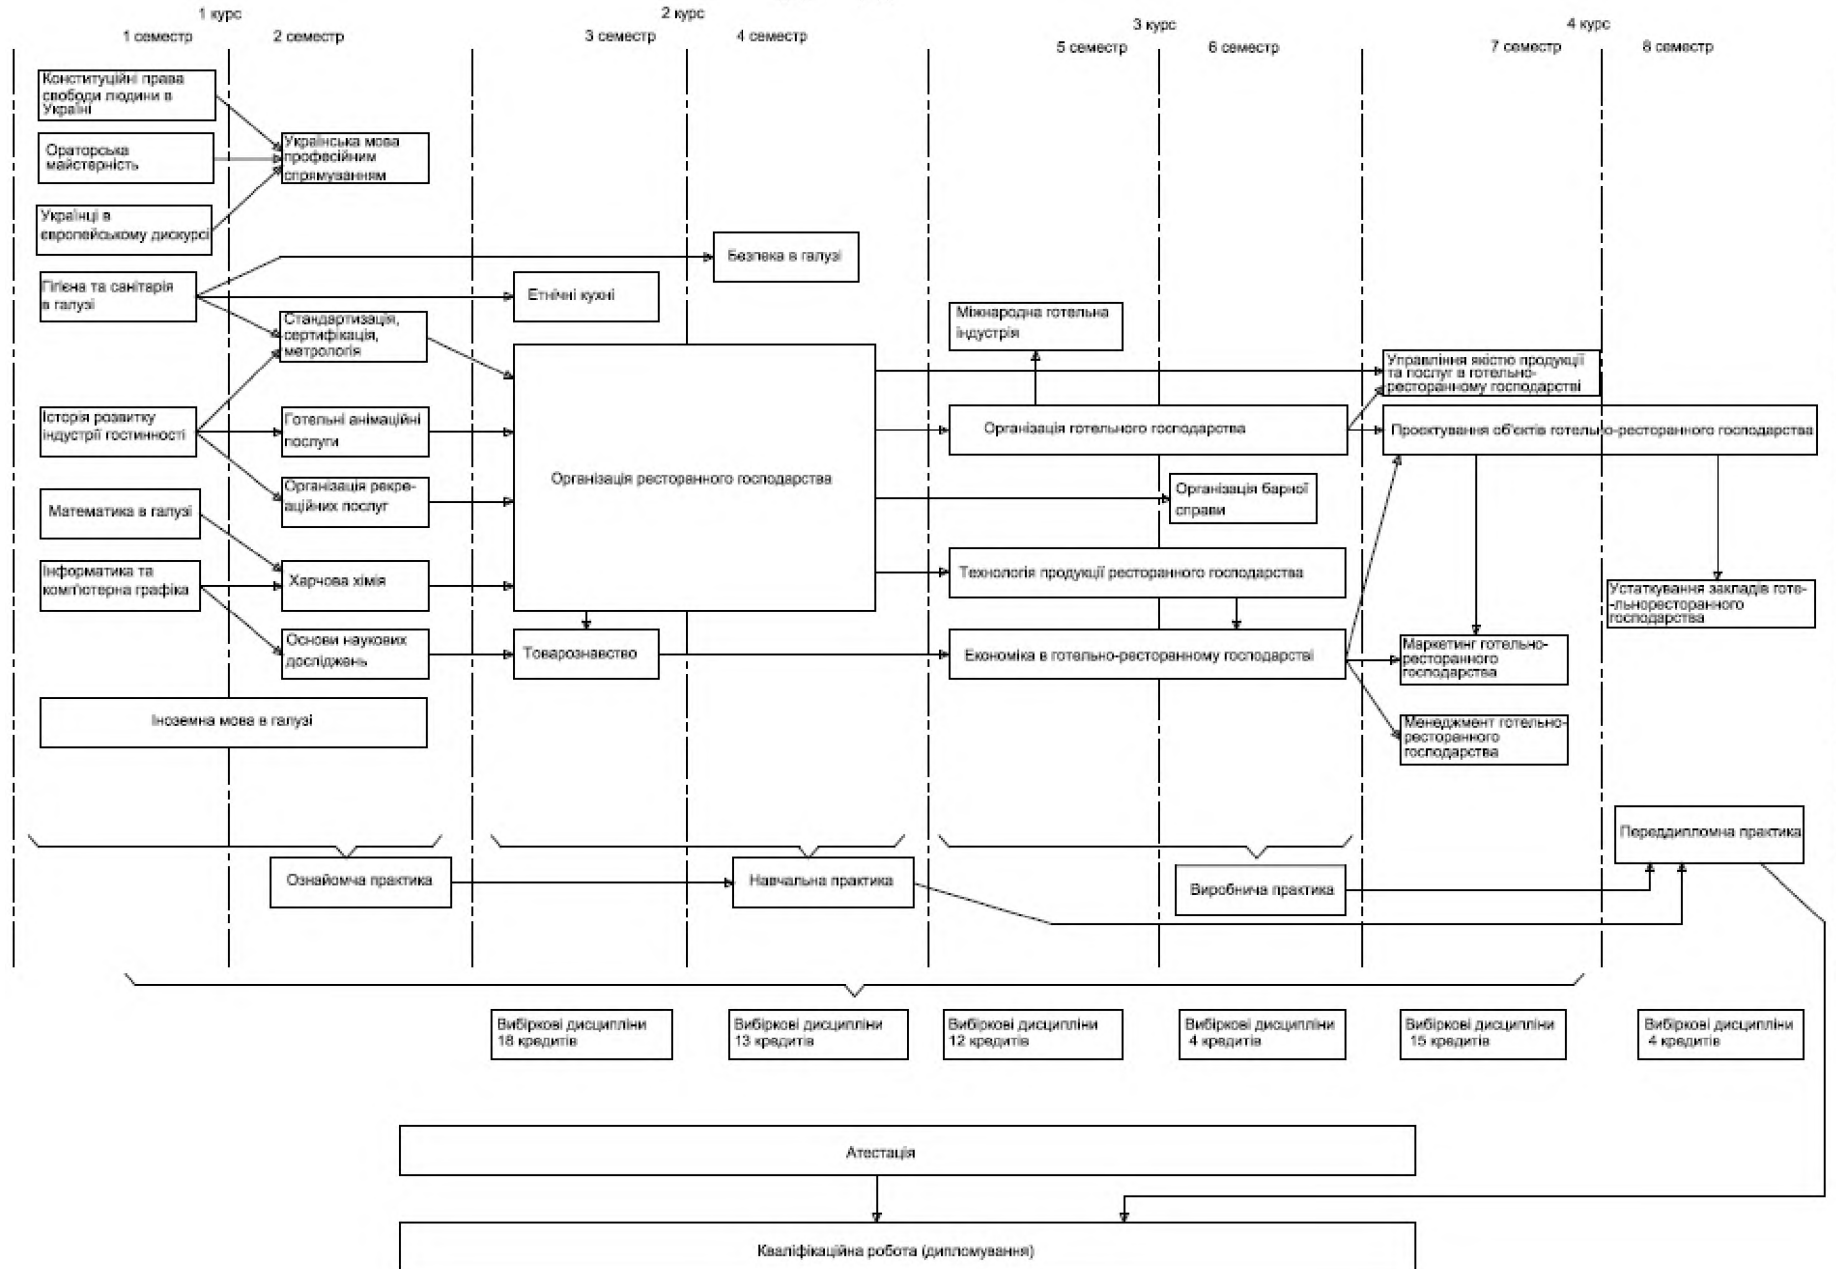 1 курс
2 курс
3 курс
4 курс
1 семестр
2 семестр
3 семестр
4 семестр
5 семестр
6 семестр
7 семестр
8 семестр
Конституційні права
свободи людини в
Україні
Ораторська
майстерність
Українська мова
професійним
спрямуванням
Українці в
європейському дискурсі
Безпека в галузі
Гігієна та санітарія
в галузі
Етнічні кухні
Стандартизація,
сертифікація,
метрологія
Міжнародна готельна
індустрія
Управління якістю продукції
та послуг в готельно-
ресторанному господарстві
Історія розвитку
індустрії гостинності
Готельні анімаційні
послуги
Організація ресторанного господарства
Організація готельного господарства
Проєктування об'єктів готельно-ресторанного господарства
Організація рекре-
аційних послуг
Організація барної
справи
Математика в галузі
Інформатика та
комп'ютерна графіка
Харчова хімія
Технологія продукції ресторанного господарства
Устаткування закладів готе-
-льноресторанного
господарства
Основи наукових
досліджень
Товарознавство
Економіка в готельно-ресторанному господарстві
Маркетинг готельно-
ресторанного
господарства
Іноземна мова в галузі
Менеджмент готельно-
ресторанного
господарства
Переддипломна практика
Ознайомча практика
Навчальна практика
Виробнича практика
Вибіркові дисципліни
18 кредитів
Вибіркові дисципліни
13 кредитів
Вибіркові дисципліни
12 кредитів
Вибіркові дисципліни
4 кредитів
Вибіркові дисципліни
15 кредитів
Вибіркові дисципліни
4 кредитів
Атестація
Кваліфікаційна робота (дипломування)